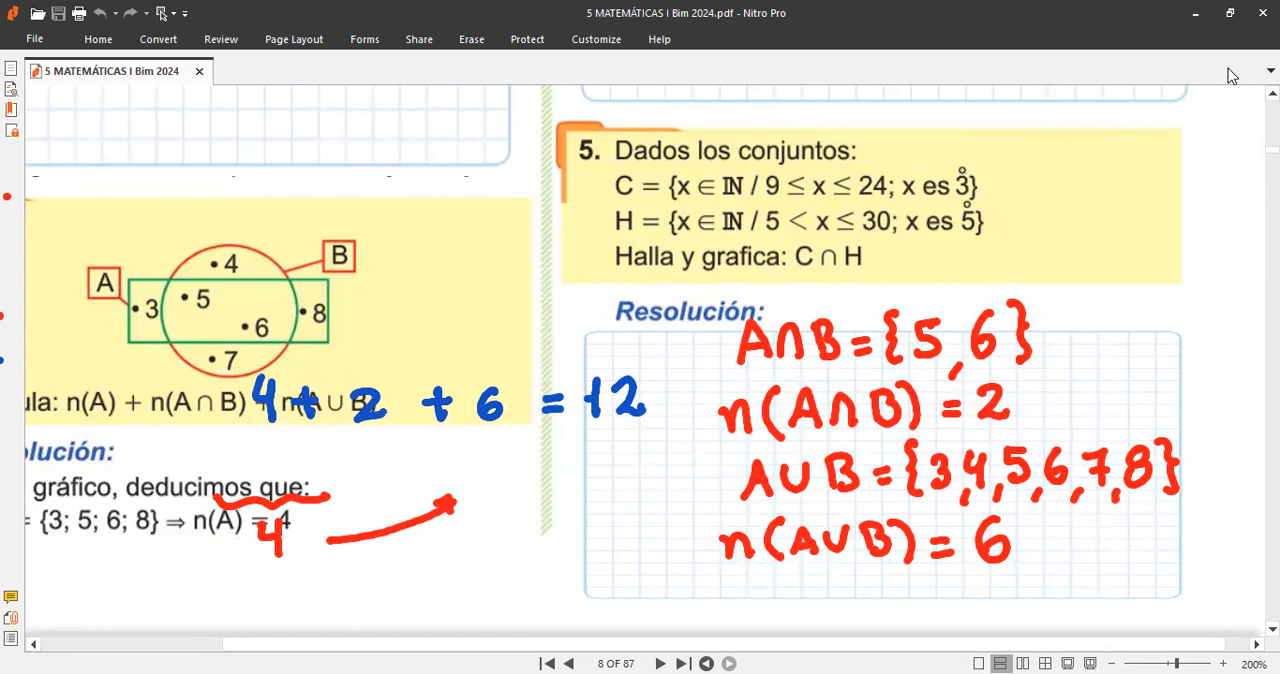 5 MATEMÁTICAS I Bim 2024.pdf - Nitro Pro
File Home Convert Review Page Layout Forms Share Erase Protect Customize Help
5 MATEMÁTICAS I Bim 2024
A
B
• 4
• 3
• 5
• 6
• 8
• 7
ula: n(A) + n(A ∩ B) + n(A ∪ B)
4 + 2 + 6 = 12
lución:
gráfico, deducimos que:
= {3; 5; 6; 8} ⇒ n(A) = 4
4
5. Dados los conjuntos:
C = {x ∈ ℕ / 9 ≤ x ≤ 24; x es 3̊}
H = {x ∈ ℕ / 5 < x ≤ 30; x es 5̊}
Halla y grafica: C ∩ H
Resolución:
A∩B = {5, 6}
n(A∩B) = 2
A∪B = {3,4,5,6,7,8}
n(A∪B) = 6
8 OF 87
200%